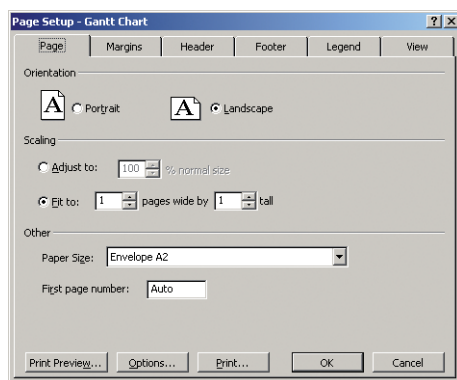 Page Setup - Gantt Chart
Page Margins Header Footer Legend View
Orientation
A Portrait A Landscape
Scaling
Adjust to: 100 % normal size
Fit to: 1 pages wide by 1 tall
Other
Paper Size: Envelope A2
First page number: Auto
Print Preview... Options... Print... OK Cancel